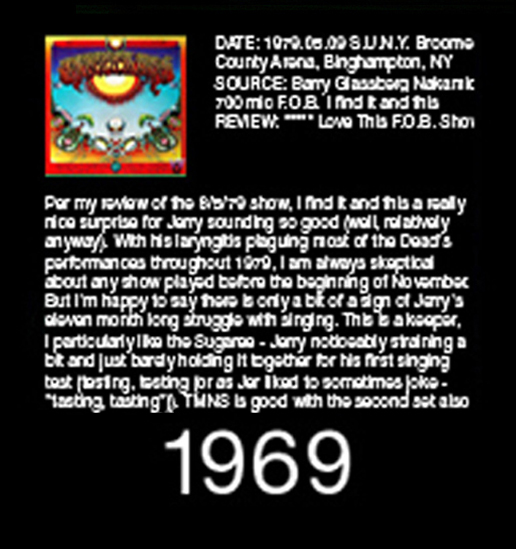 DATE: 1979.05.09 S.U.N.Y. Broome
County Arena, Binghampton, NY
SOURCE: Barry Glassberg Nakamic
700 mic F.O.B. I find it and this
REVIEW: ***** Love This F.O.B. Show
Per my review of the 8/5/79 show, I find it and this a really
nice surprise for Jerry sounding so good (well, relatively
anyway). With his laryngitis plaguing most of the Dead's
performances throughout 1979, I am always skeptical
about any show played before the beginning of November.
But I'm happy to say there is only a bit of a sign of Jerry's
eleven month long struggle with singing. This is a keeper,
I particularly like the Sugaree - Jerry noticeably straining a
bit and just barely holding it together for his first singing
test (testing, testing jor as Jer liked to sometimes joke -
"tasting, tasting"(). TMNS is good with the second set also
1969